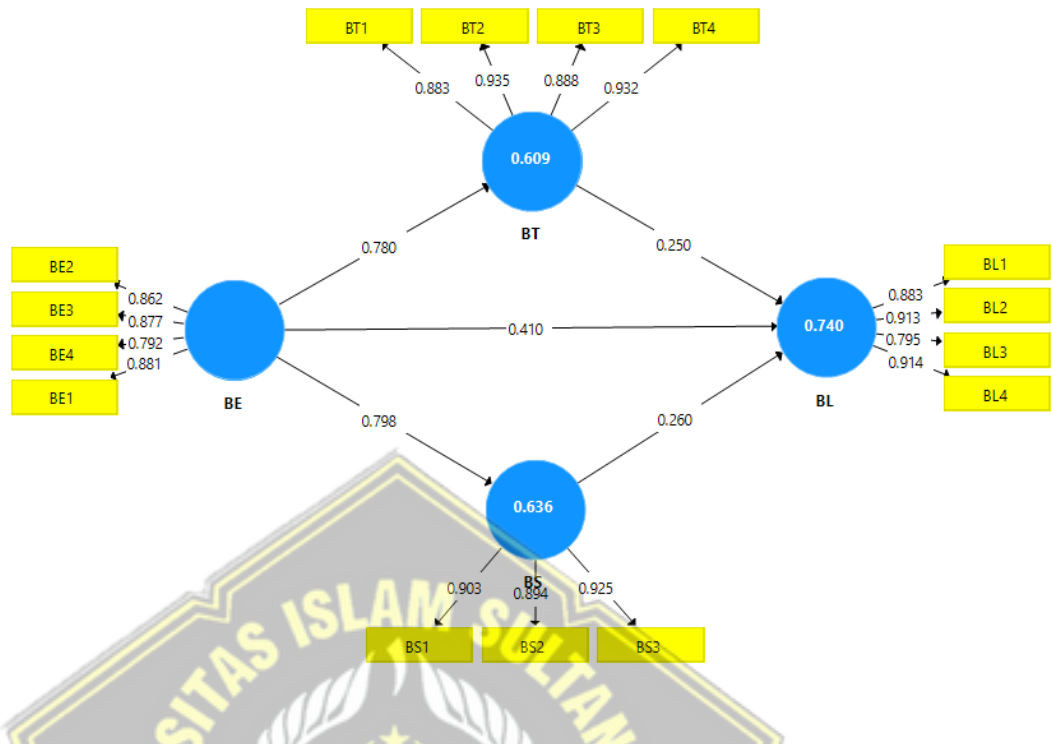 BT1 BT2 BT3 BT4
0.883 0.935 0.888 0.932
0.609
BT
0.780 0.250
BE2
BE3
BE4
BE1
0.862
0.877
0.792
0.881
BE
0.410
0.740
BL
0.883
0.913
0.795
0.914
BL1
BL2
BL3
BL4
0.798 0.260
0.636
BS
0.903 0.894 0.925
BS1 BS2 BS3
SITAS ISLAM SULTAN